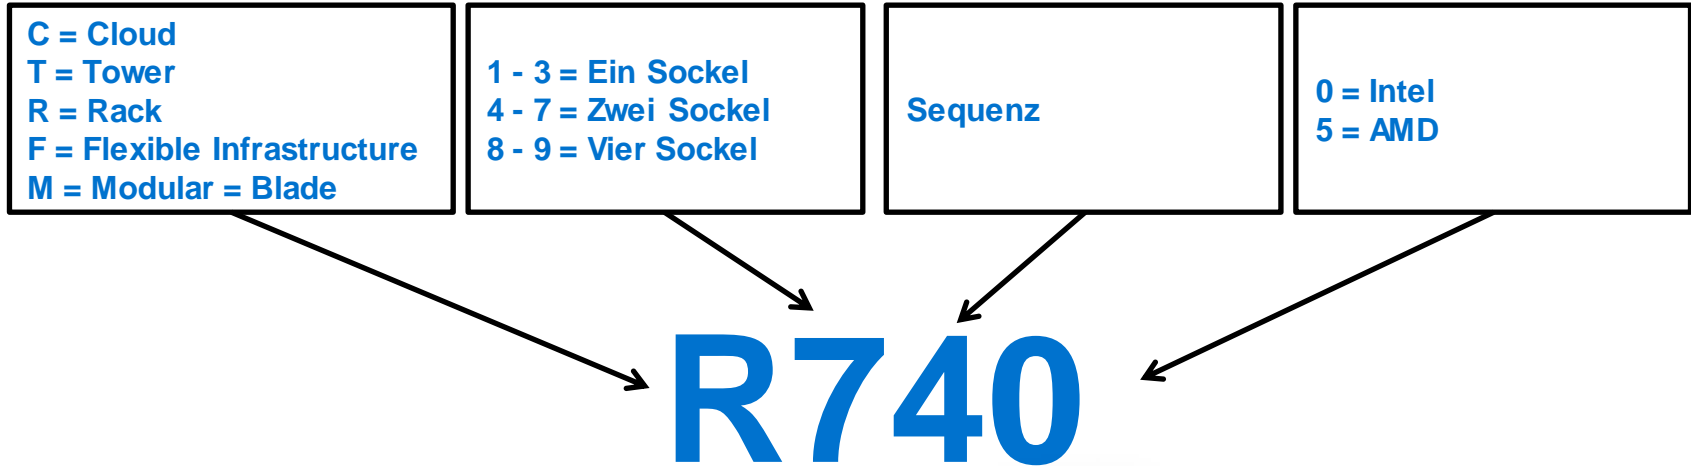 C = Cloud
T = Tower
R = Rack
F = Flexible Infrastructure
M = Modular = Blade
1 - 3 = Ein Sockel
4 - 7 = Zwei Sockel
8 - 9 = Vier Sockel
Sequenz
0 = Intel
5 = AMD
R740